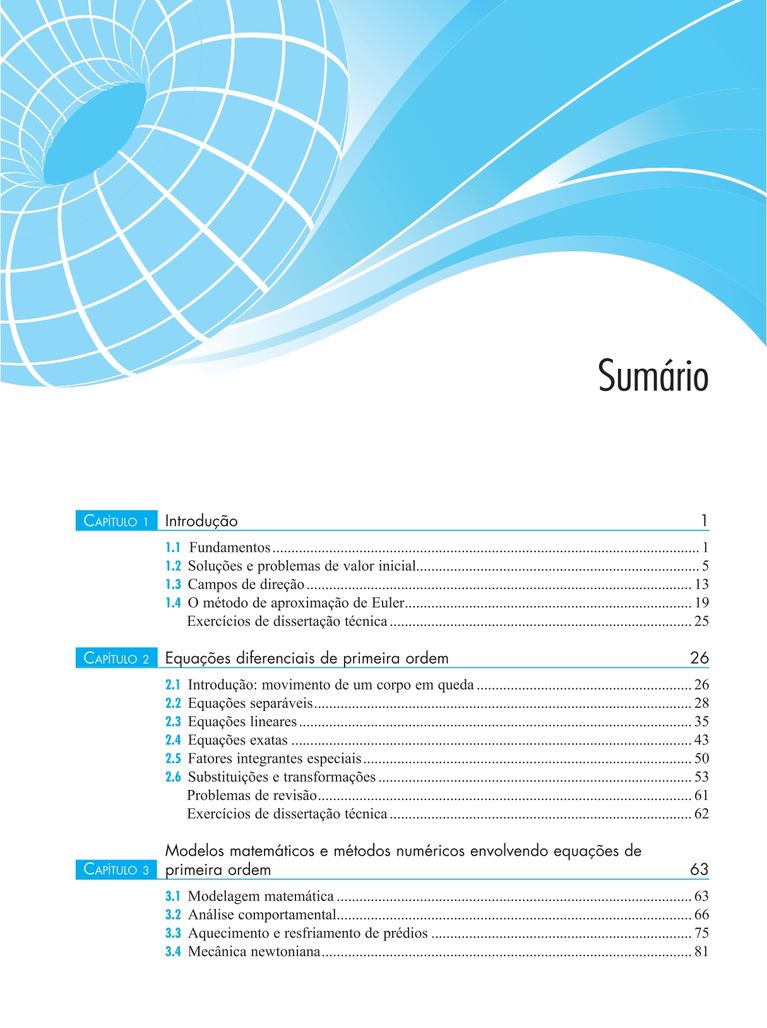 Sumário
CAPÍTULO 1 Introdução 1
1.1 Fundamentos.................................................................................................................. 1
1.2 Soluções e problemas de valor inicial........................................................................... 5
1.3 Campos de direção ...................................................................................................... 13
1.4 O método de aproximação de Euler............................................................................ 19
Exercícios de dissertação técnica ................................................................................ 25
CAPÍTULO 2 Equações diferenciais de primeira ordem 26
2.1 Introdução: movimento de um corpo em queda ......................................................... 26
2.2 Equações separáveis.................................................................................................... 28
2.3 Equações lineares ........................................................................................................ 35
2.4 Equações exatas .......................................................................................................... 43
2.5 Fatores integrantes especiais....................................................................................... 50
2.6 Substituições e transformações ................................................................................... 53
Problemas de revisão................................................................................................... 61
Exercícios de dissertação técnica ................................................................................ 62
Modelos matemáticos e métodos numéricos envolvendo equações de
CAPÍTULO 3 primeira ordem 63
3.1 Modelagem matemática .............................................................................................. 63
3.2 Análise comportamental.............................................................................................. 66
3.3 Aquecimento e resfriamento de prédios ..................................................................... 75
3.4 Mecânica newtoniana.................................................................................................. 81